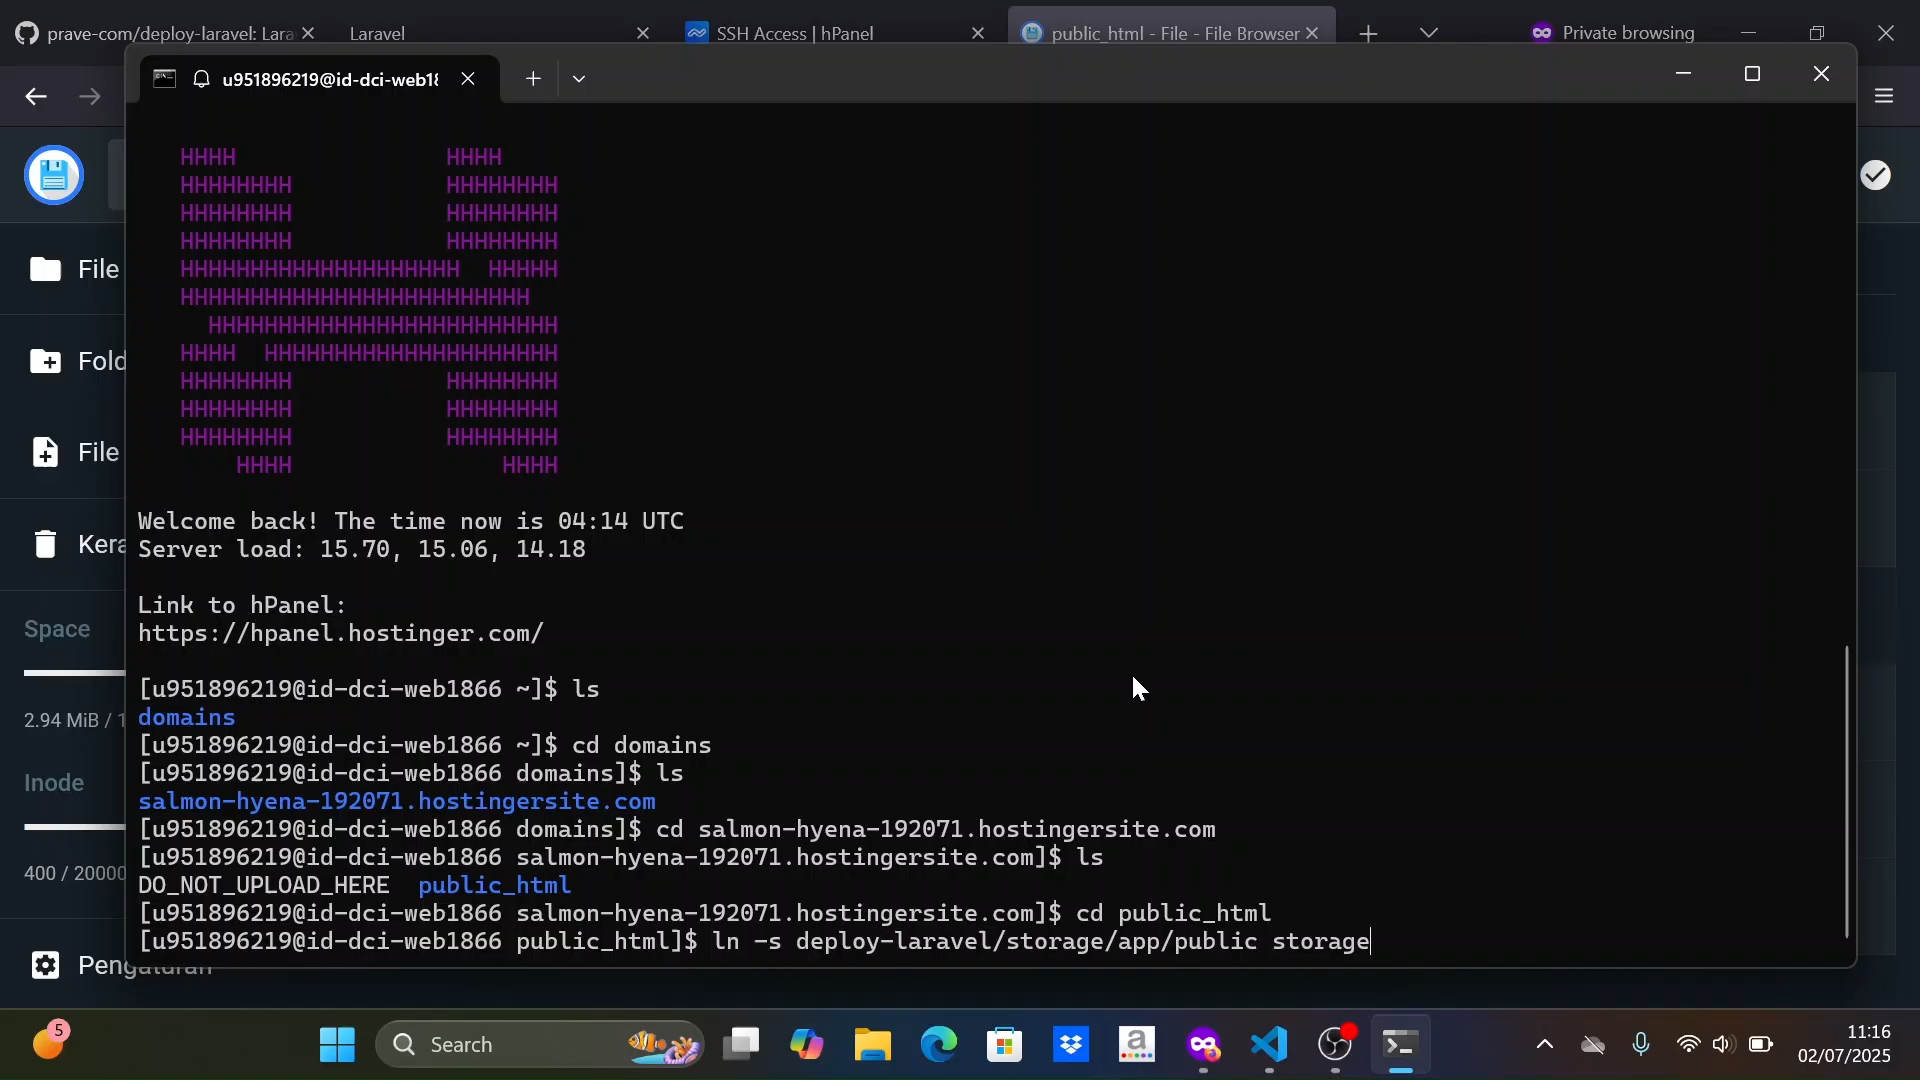 prave-com/deploy-laravel: Lara
Laravel
SSH Access | hPanel
public_html - File - File Browser
Private browsing
u951896219@id-dci-web18
HHHH               HHHH
HHHHHHHH           HHHHHHHH
HHHHHHHH           HHHHHHHH
HHHHHHHH           HHHHHHHH
HHHHHHHHHHHHHHHHHHHH  HHHHH
HHHHHHHHHHHHHHHHHHHHHHHHH
HHHHHHHHHHHHHHHHHHHHHHHHH
HHHH  HHHHHHHHHHHHHHHHHHHHH
HHHHHHHH           HHHHHHHH
HHHHHHHH           HHHHHHHH
HHHHHHHH           HHHHHHHH
HHHH               HHHH
File
Fold
File
Kera
Space
2.94 MiB / 1
Inode
400 / 20000
Pengaturan
Welcome back! The time now is 04:14 UTC
Server load: 15.70, 15.06, 14.18
Link to hPanel:
https://hpanel.hostinger.com/
[u951896219@id-dci-web1866 ~]$ ls
domains
[u951896219@id-dci-web1866 ~]$ cd domains
[u951896219@id-dci-web1866 domains]$ ls
salmon-hyena-192071.hostingersite.com
[u951896219@id-dci-web1866 domains]$ cd salmon-hyena-192071.hostingersite.com
[u951896219@id-dci-web1866 salmon-hyena-192071.hostingersite.com]$ ls
DO_NOT_UPLOAD_HERE  public_html
[u951896219@id-dci-web1866 salmon-hyena-192071.hostingersite.com]$ cd public_html
[u951896219@id-dci-web1866 public_html]$ ln -s deploy-laravel/storage/app/public storage
5
Search
a
11:16
02/07/2025